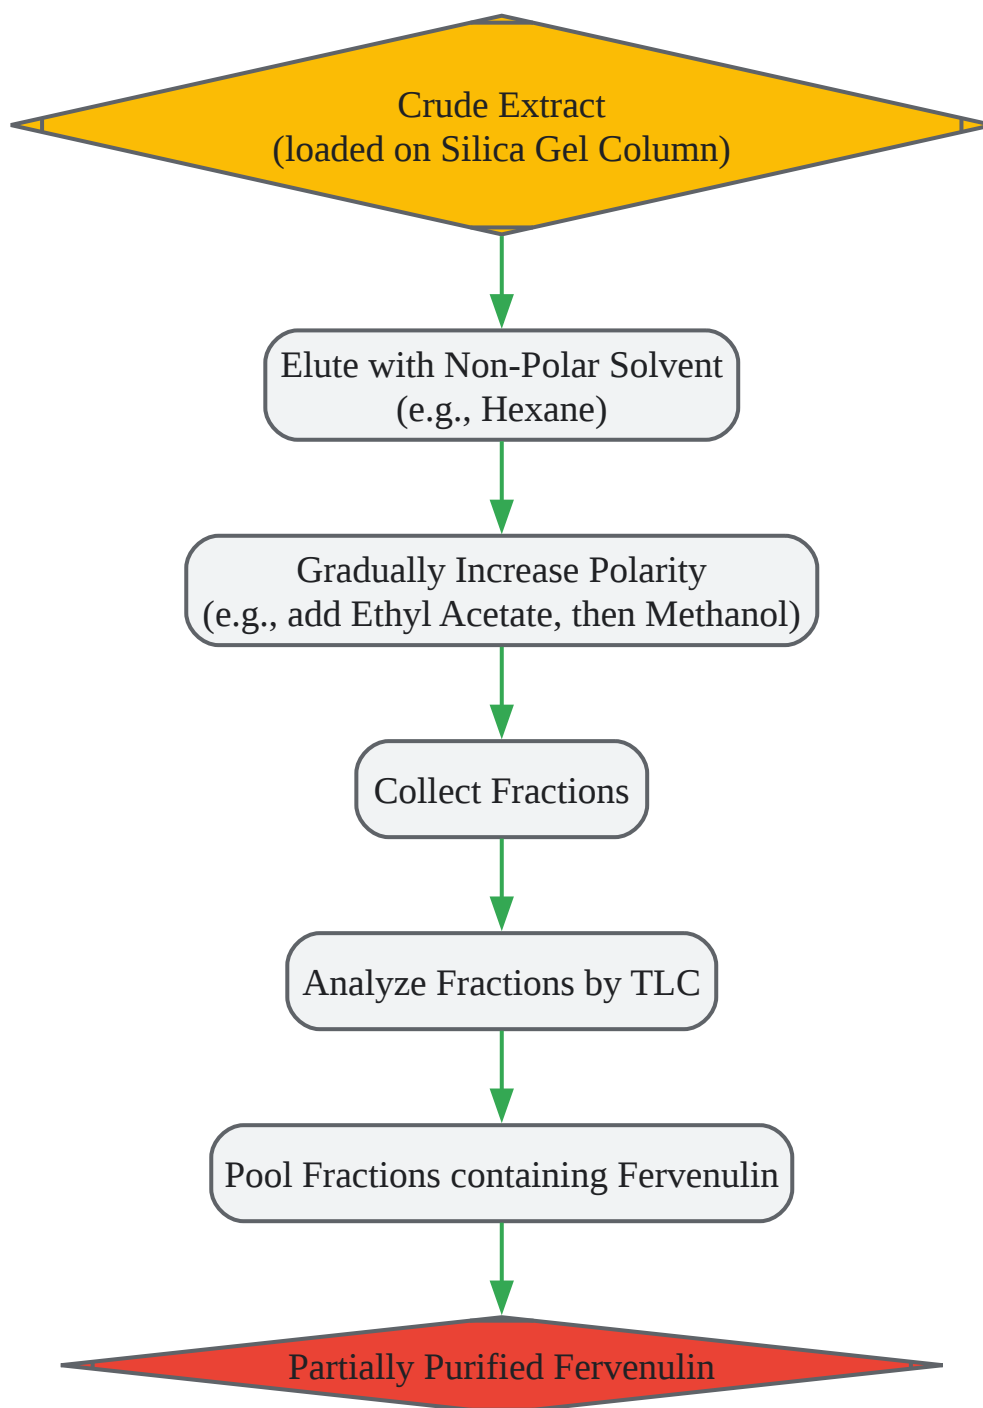 Crude Extract
(loaded on Silica Gel Column)
Elute with Non-Polar Solvent
(e.g., Hexane)
Gradually Increase Polarity
(e.g., add Ethyl Acetate, then Methanol)
Collect Fractions
Analyze Fractions by TLC
Pool Fractions containing Fervenulin
Partially Purified Fervenulin